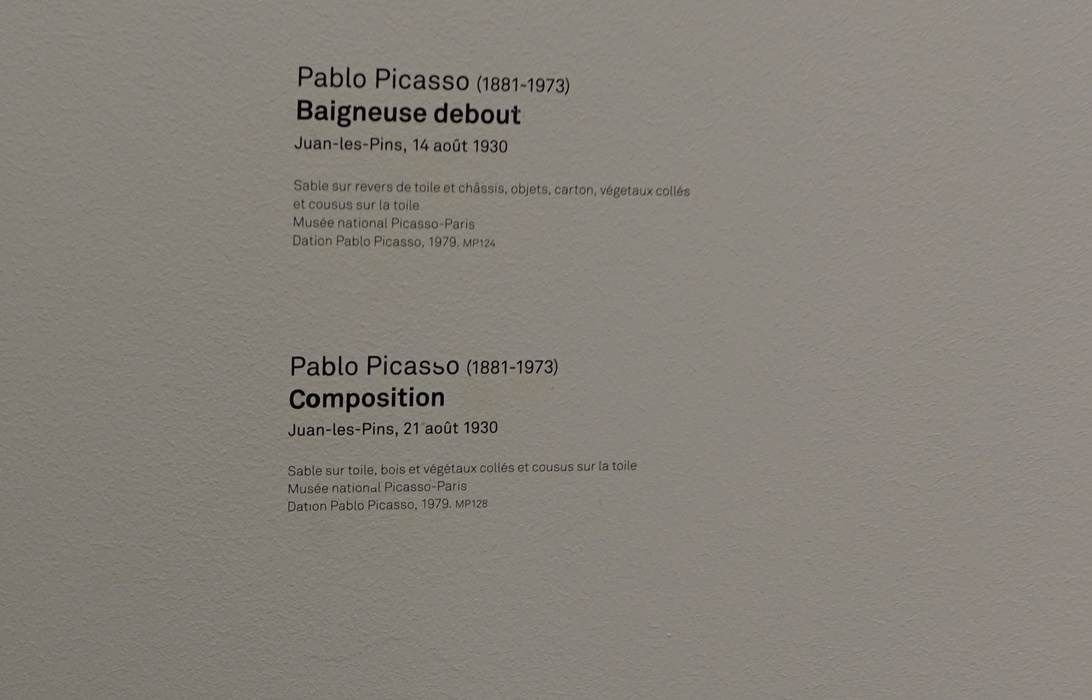 Pablo Picasso (1881-1973)
Baigneuse debout
Juan-les-Pins, 14 août 1930
Sable sur revers de toile et châssis, objets, carton, végetaux collés
et cousus sur la toile
Musée national Picasso-Paris
Dation Pablo Picasso, 1979. MP124
Pablo Picasso (1881-1973)
Composition
Juan-les-Pins, 21 août 1930
Sable sur toile, bois et végétaux collés et cousus sur la toile
Musée national Picasso-Paris
Dation Pablo Picasso, 1979. MP128